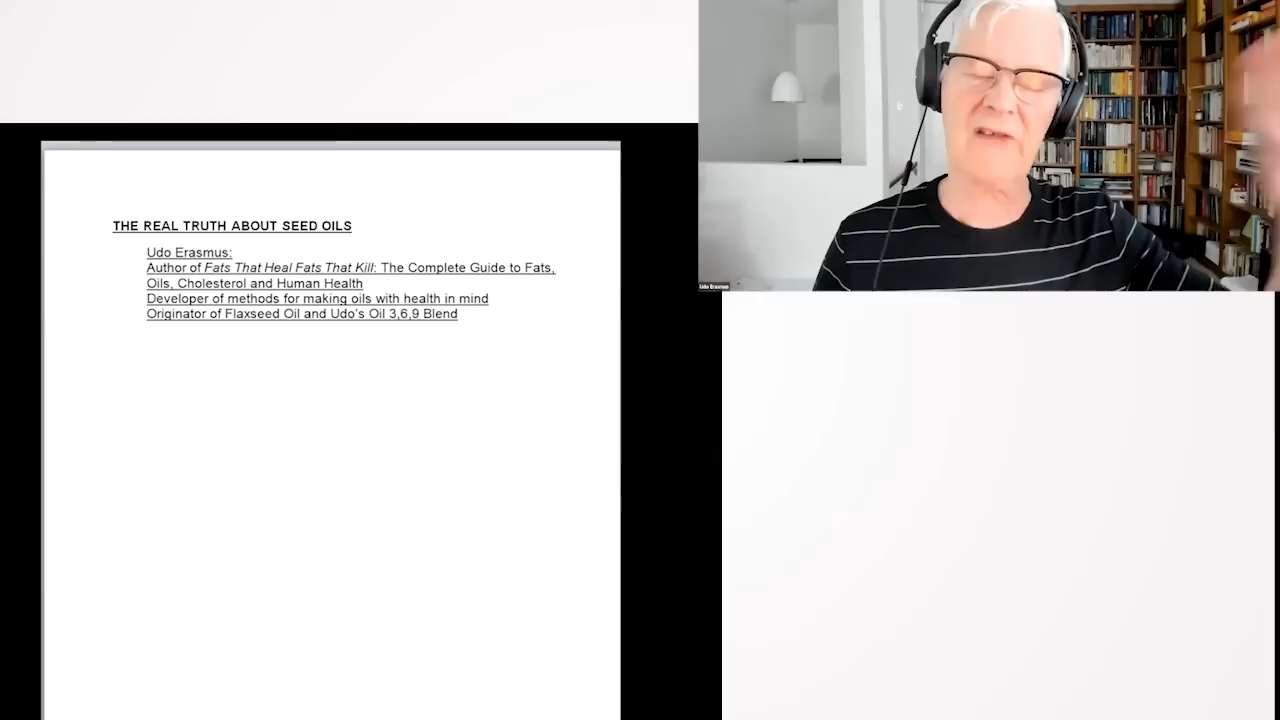 THE REAL TRUTH ABOUT SEED OILS
Udo Erasmus:
Author of Fats That Heal Fats That Kill: The Complete Guide to Fats,
Oils, Cholesterol and Human Health
Developer of methods for making oils with health in mind
Originator of Flaxseed Oil and Udo’s Oil 3,6,9 Blend
Udo Erasmus